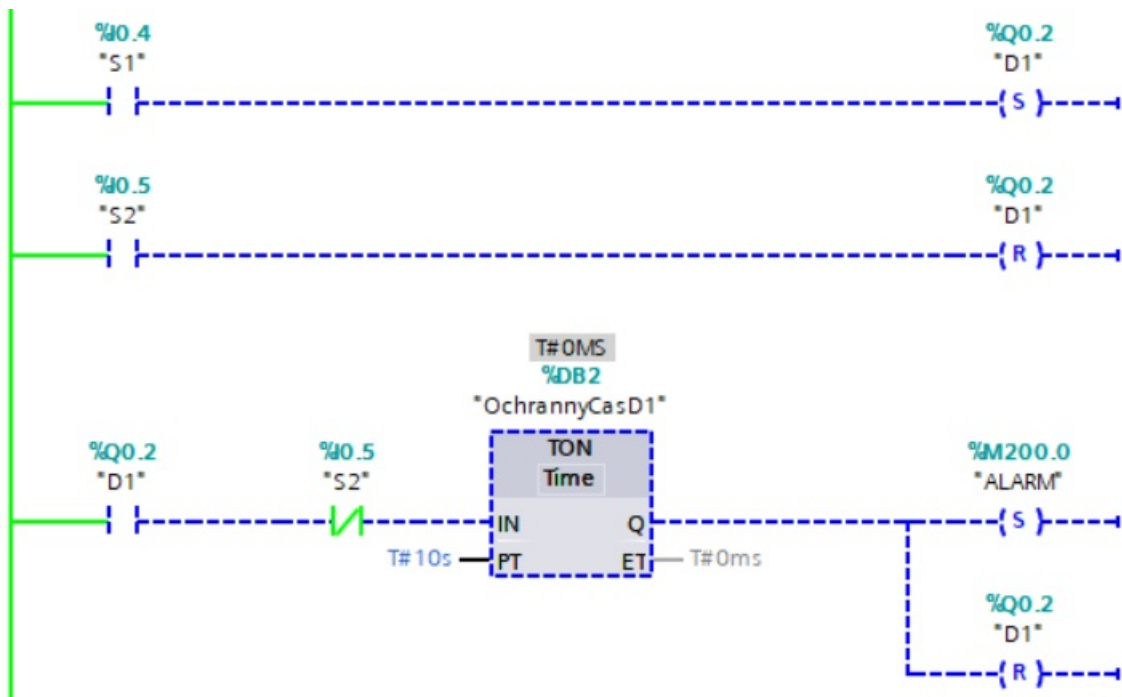 %I0.4 %Q0.2
"S1" "D1"
S
%I0.5 %Q0.2
"S2" "D1"
R
T#0MS
%DB2
"OchrannyCasD1"
%Q0.2 %I0.5 TON %M200.0
"D1" "S2" Time "ALARM"
IN Q S
T#10s PT ET T#0ms
%Q0.2
"D1"
R